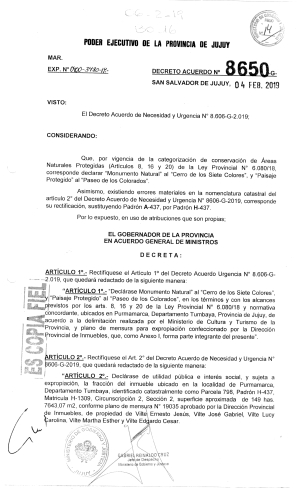 14
PODER EJECUTIVO DE LA PROVINCIA DE JUJUY
MAR.
EXP. Nº
DECRETO ACUERDO Nº 8650-G-
SAN SALVADOR DE JUJUY, 04 FEB. 2019
VISTO:
El Decreto Acuerdo de Necesidad y Urgencia N° 8.606-G-2.019;
CONSIDERANDO:
Que, por vigencia de la categorización de conservación de Áreas
Naturales Protegidas (Artículos 8, 16 y 20) de la Ley Provincial N° 6.080/18,
corresponde declarar "Monumento Natural" al "Cerro de los Siete Colores", y "Paisaje
Protegido" al "Paseo de los Colorados".
Asimismo, existiendo errores materiales en la nomenclatura catastral del
artículo 2° del Decreto Acuerdo de Necesidad y Urgencia N° 8606-G-2019, corresponde
su rectificación, sustituyendo Padrón A-437, por Padrón H-437.
Por lo expuesto, en uso de atribuciones que son propias;
EL GOBERNADOR DE LA PROVINCIA
EN ACUERDO GENERAL DE MINISTROS
D E C R E T A :
ARTÍCULO 1°.- Rectifíquese el Artículo 1° del Decreto Acuerdo Urgencia N° 8.606-G-
2.019, que quedará redactado de la siguiente manera:
"ARTÍCULO 1°.- Declárase Monumento Natural" al "Cerro de los Siete Colores",
y "Paisaje Protegido" al "Paseo de los Colorados", en los términos y con los alcances
previstos por los arts. 8, 16 y 20 de la Ley Provincial N° 6.080/18 y normativa
concordante, ubicados en Purmamarca, Departamento Tumbaya, Provincia de Jujuy, de
acuerdo a la delimitación realizada por el Ministerio de Cultura y Turismo de la
Provincia, y plano de mensura para expropiación confeccionado por la Dirección
Provincial de Inmuebles, que, como Anexo I, forma parte integrante del presente".
ES COPIA FIEL
ARTÍCULO 2°.- Rectifíquese el Art. 2° del Decreto Acuerdo de Necesidad y Urgencia N°
8606-G-2019, que quedará redactado de la siguiente manera:
"ARTÍCULO 2°.- Declárase de utilidad pública e interés social, y sujeta a
expropiación, la fracción del inmueble ubicado en la localidad de Purmamarca,
Departamento Tumbaya, identificado catastralmente como Parcela 798, Padrón H-437,
Matrícula H-1309, Circunscripción 2, Sección 2, superficie aproximada de 149 has.
7643,07 m2, conforme plano de mensura N° 19035 aprobado por la Dirección Provincial
de Inmuebles, de propiedad de Vilte Ernesto Jesús, Vilte José Gabriel, Vilte Lucy
Carolina, Vilte Martha Esther y Vilte Edgardo Cesar.
GABRIEL REINALDO CRUZ